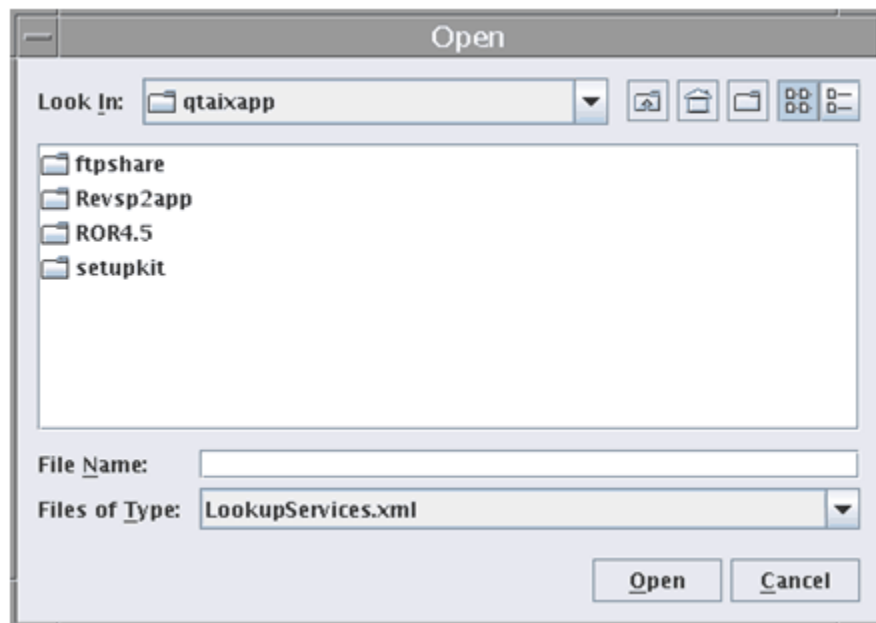 Open
Look In: qtaixapp
ftpshare
Revsp2app
ROR4.5
setupkit
File Name:
Files of Type: LookupServices.xml
Open Cancel